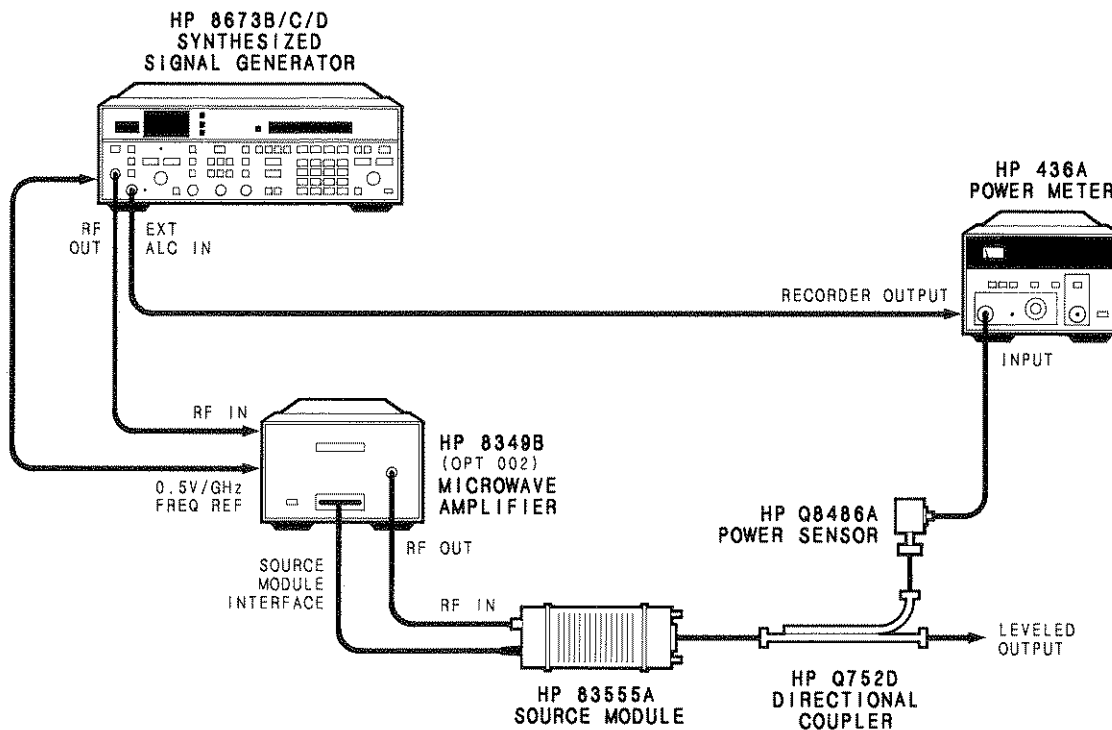 HP 8673B/C/D
SYNTHESIZED
SIGNAL GENERATOR
HP 436A
POWER METER
RF
OUT
EXT
ALC IN
RECORDER OUTPUT
INPUT
RF IN
HP 8349B
(OPT 002)
MICROWAVE
AMPLIFIER
0.5V/GHz
FREQ REF
HP Q8486A
POWER SENSOR
RF OUT
SOURCE
MODULE
INTERFACE
RF IN
LEVELED
OUTPUT
HP 83555A
SOURCE MODULE
HP Q752D
DIRECTIONAL
COUPLER